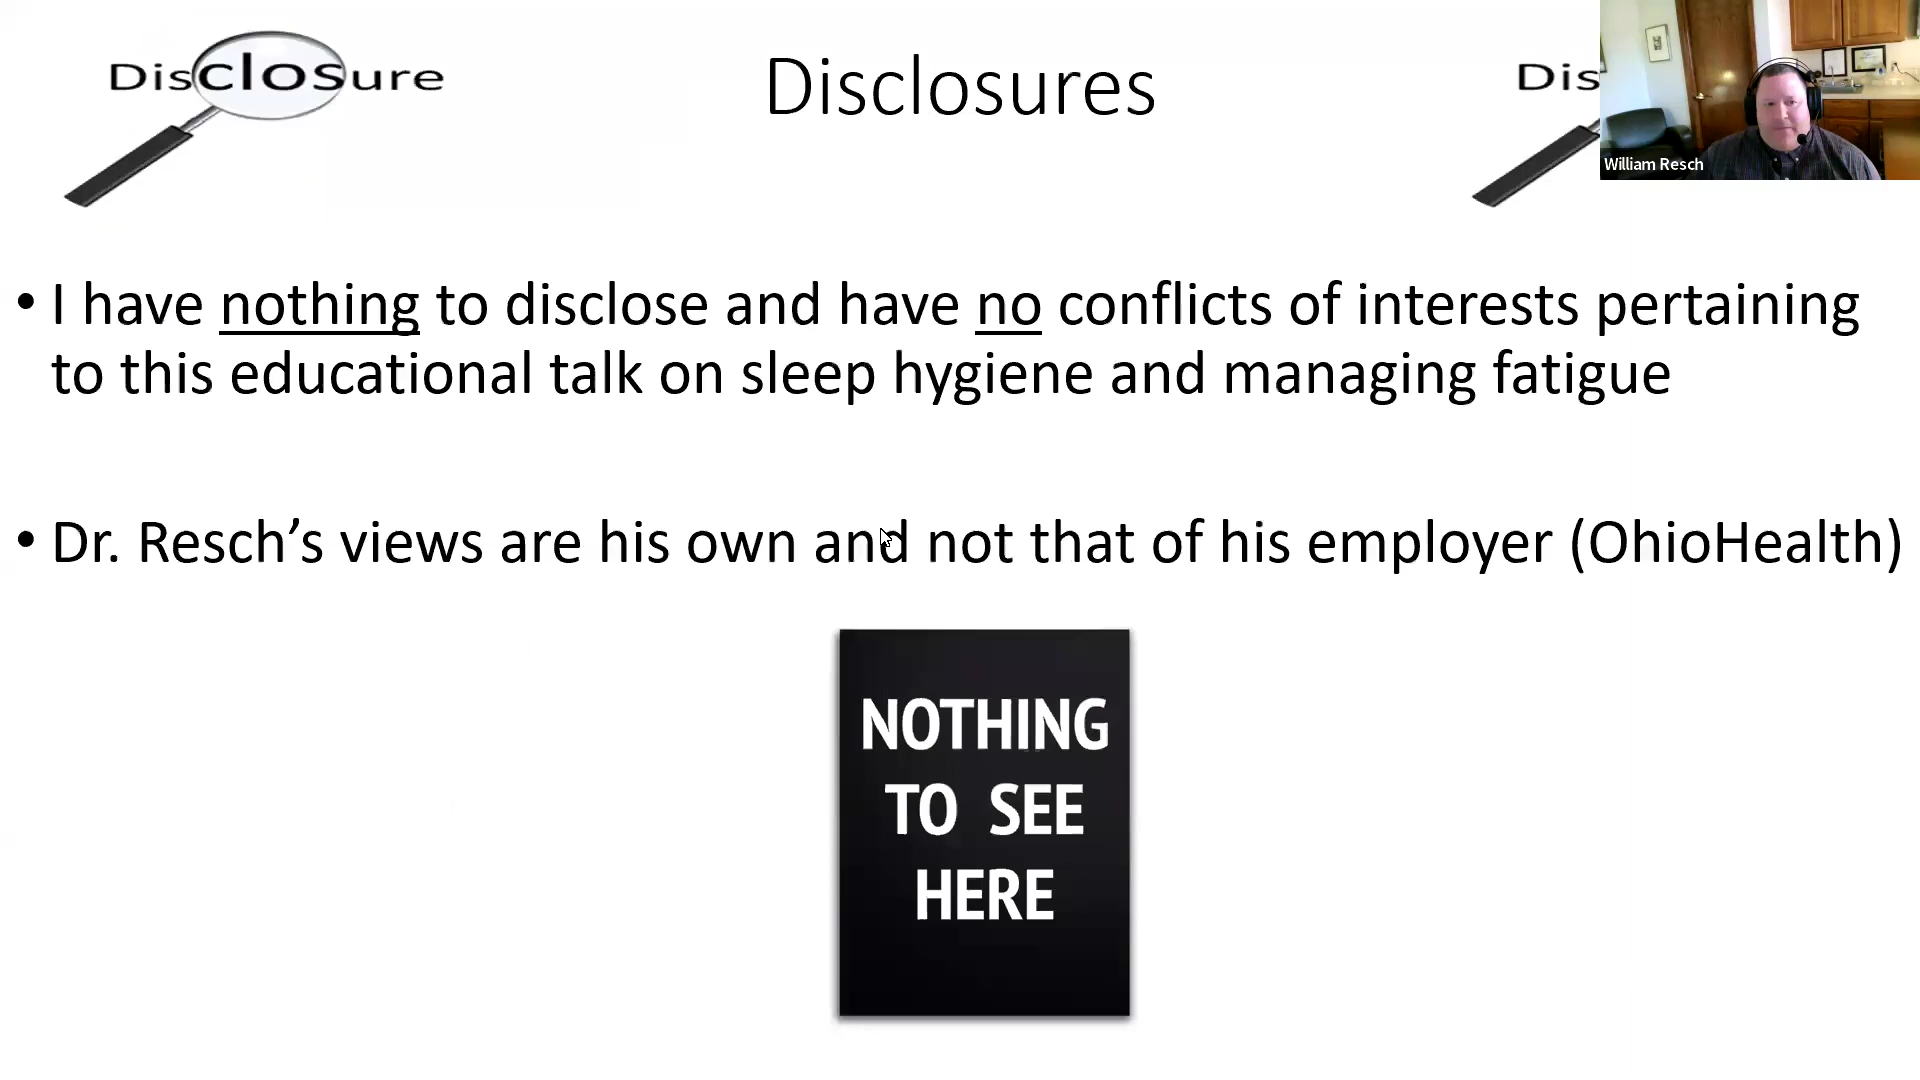 Disclosure
Disclosures
Dis
William Resch
• I have nothing to disclose and have no conflicts of interests pertaining
to this educational talk on sleep hygiene and managing fatigue
• Dr. Resch’s views are his own and not that of his employer (OhioHealth)
NOTHING
TO SEE
HERE